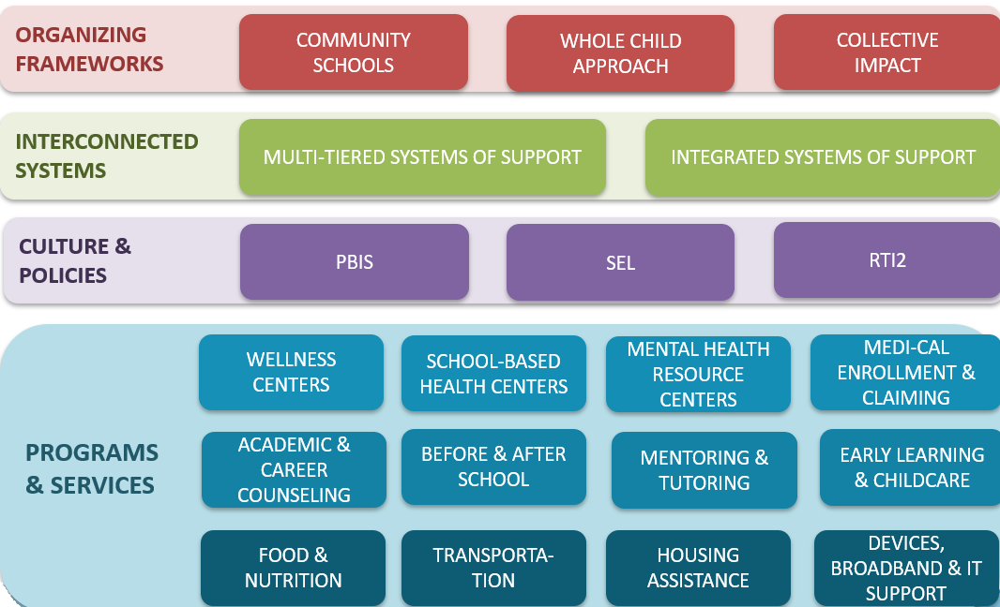 ORGANIZING
FRAMEWORKS
COMMUNITY
SCHOOLS
WHOLE CHILD
APPROACH
COLLECTIVE
IMPACT
INTERCONNECTED
SYSTEMS
MULTI-TIERED SYSTEMS OF SUPPORT
INTEGRATED SYSTEMS OF SUPPORT
CULTURE &
POLICIES
PBIS
SEL
RTI2
PROGRAMS
& SERVICES
WELLNESS
CENTERS
SCHOOL-BASED
HEALTH CENTERS
MENTAL HEALTH
RESOURCE
CENTERS
MEDI-CAL
ENROLLMENT &
CLAIMING
ACADEMIC &
CAREER
COUNSELING
BEFORE & AFTER
SCHOOL
MENTORING &
TUTORING
EARLY LEARNING
& CHILDCARE
FOOD &
NUTRITION
TRANSPORTA-
TION
HOUSING
ASSISTANCE
DEVICES,
BROADBAND & IT
SUPPORT